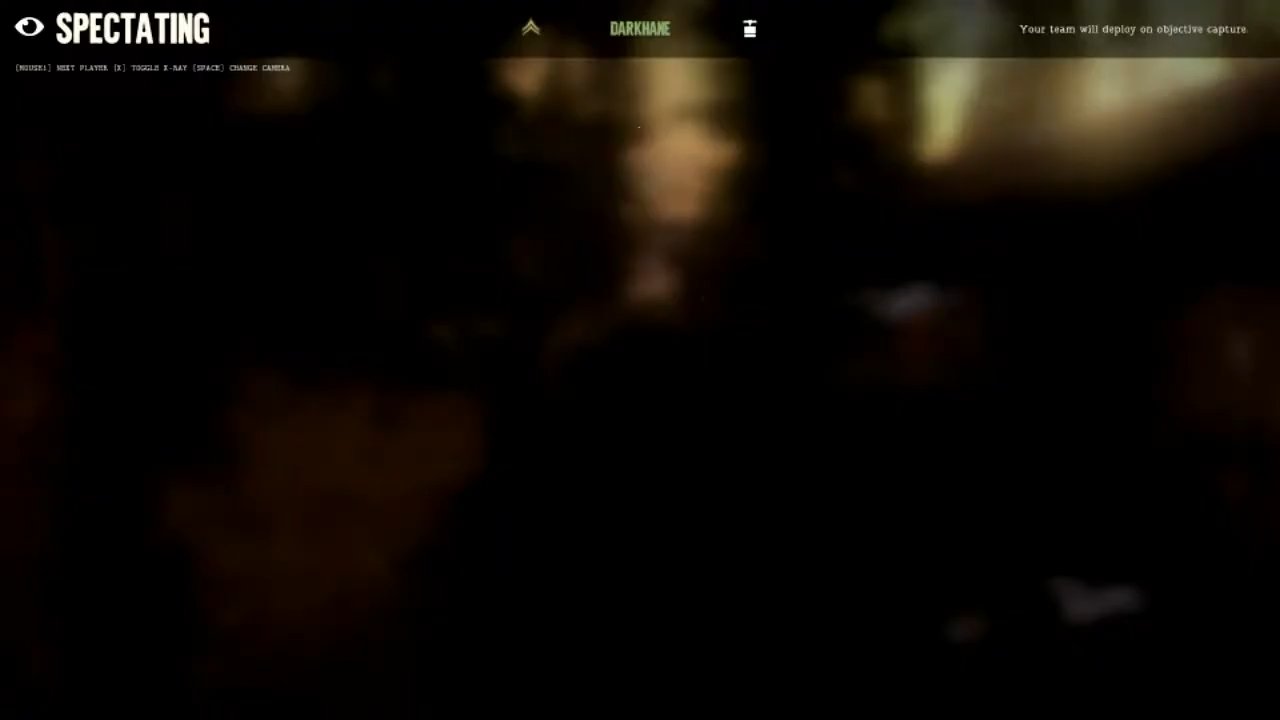 SPECTATING
DARKHANE
Your team will deploy on objective capture.
[MOUSE1] NEXT PLAYER [X] TOGGLE X-RAY [SPACE] CHANGE CAMERA